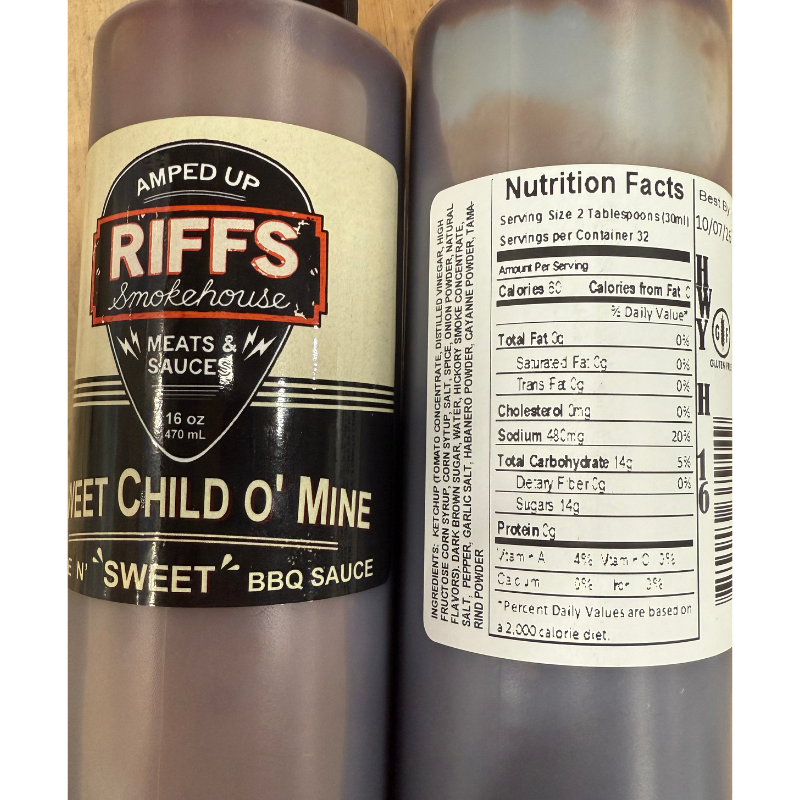 AMPED UP
RIFFS
Smokehouse
MEATS &
SAUCES
16 oz
470 mL
WEET CHILD O' MINE
E N' "SWEET" BBQ SAUCE
INGREDIENTS: KETCHUP (TOMATO CONCENTRATE, DISTILLED VINEGAR, HIGH
FRUCTOSE CORN SYRUP, CORN SYTUP, SALT, SPICE, ONION POWDER, NATURAL
FLAVORS). DARK BROWN SUGAR, WATER, HICKORY SMOKE CONCENTRATE,
SALT, PEPPER, GARLIC SALT, HABANERO POWDER, CAYANNE POWDER, TAMA-
RIND POWDER
Nutrition Facts
Serving Size 2 Tablespoons (30ml)
Servings per Container 32
Amount Per Serving
Calories 60 Calories from Fat 0
% Daily Value*
Total Fat 0g 0%
Saturated Fat 0g 0%
Trans Fat 0g 0%
Cholesterol 0mg 0%
Sodium 480mg 20%
Total Carbohydrate 14g 5%
Dietary Fiber 0g 0%
Sugars 14g
Protein 0g
Vitamin A 4% Vitamin C 0%
Calcium 0% Iron 0%
*Percent Daily Values are based on
a 2,000 calorie diet.
Best By
10/07/25
HWY H 16
GF
GLUTEN FREE